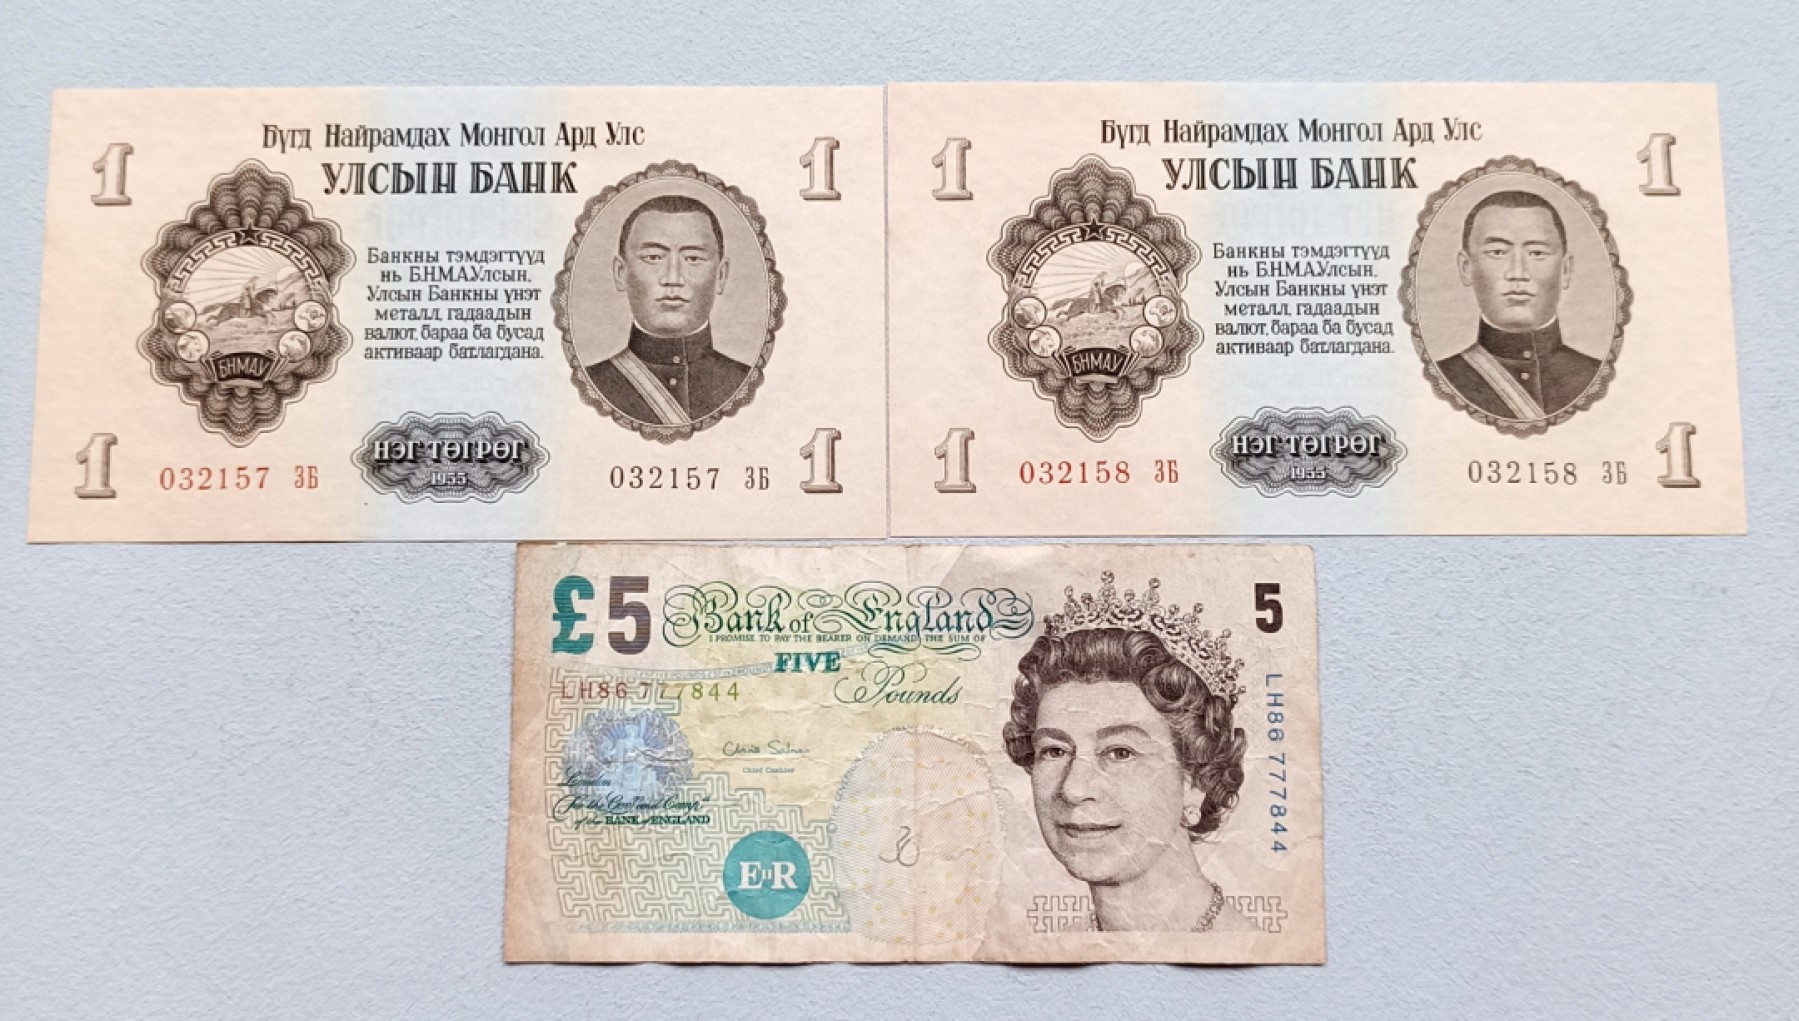 1
Бүгд Найрамдах Монгол Ард Улс
1
УЛСЫН БАНК
Банкны тэмдэгтүүд
нь Б.Н.М.А.Улсын,
Улсын Банкны үнэт
металл, гадаадын
валют, бараа ба бусад
активаар батлагдана.
БНМАУ
1
032157 ЗБ
НЭГ ТӨГРӨГ
1955
032157 ЗБ
1
1
Бүгд Найрамдах Монгол Ард Улс
1
УЛСЫН БАНК
Банкны тэмдэгтүүд
нь Б.Н.М.А.Улсын,
Улсын Банкны үнэт
металл, гадаадын
валют, бараа ба бусад
активаар батлагдана.
БНМАУ
1
032158 ЗБ
НЭГ ТӨГРӨГ
1955
032158 ЗБ
1
£5
Bank of England
I PROMISE TO PAY THE BEARER ON DEMAND THE SUM OF
FIVE
Pounds
5
LH86 777844
LH86 777844
Chief Cashier
London
For the Govr. and Compa.
of the BANK of ENGLAND
EIIR